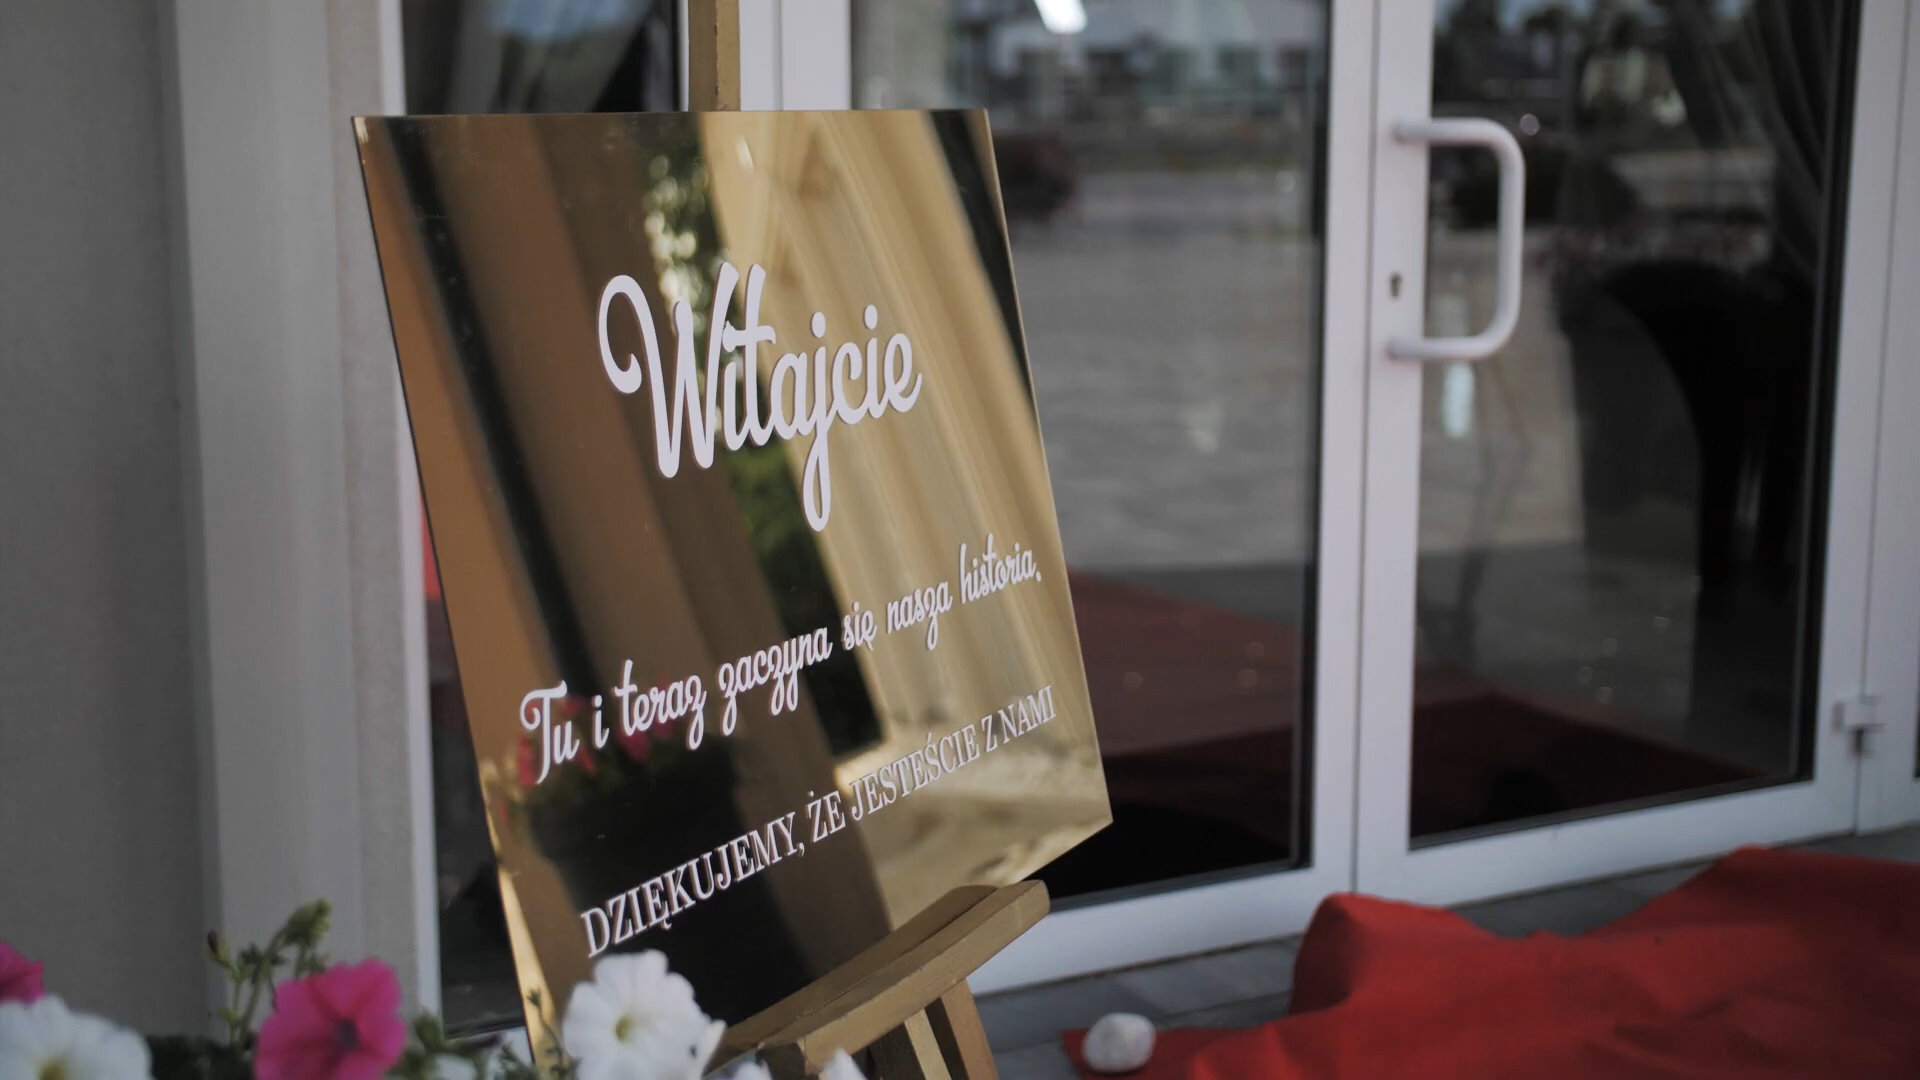 Witajcie
Tu i teraz zaczyna się nasza historia.
DZIĘKUJEMY, ŻE JESTEŚCIE Z NAMI